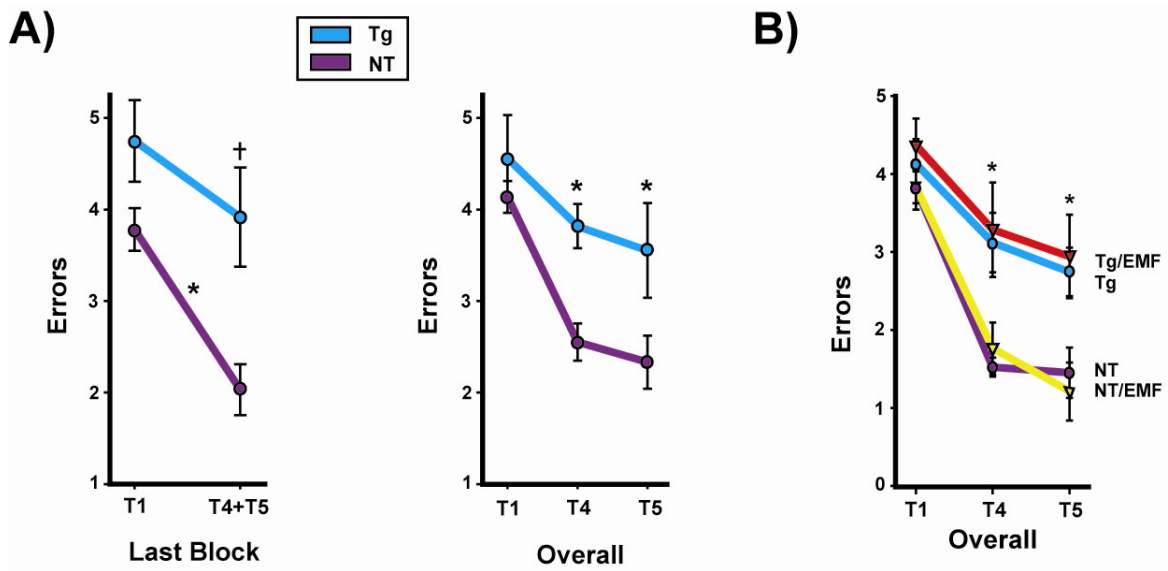 A)
Tg
NT
5
4
3
2
1
Errors
†
*
T1
T4+T5
Last Block
5
4
3
2
1
Errors
*
*
T1
T4
T5
Overall
B)
5
4
3
2
1
0
Errors
*
*
Tg/EMF
Tg
NT
NT/EMF
T1
T4
T5
Overall